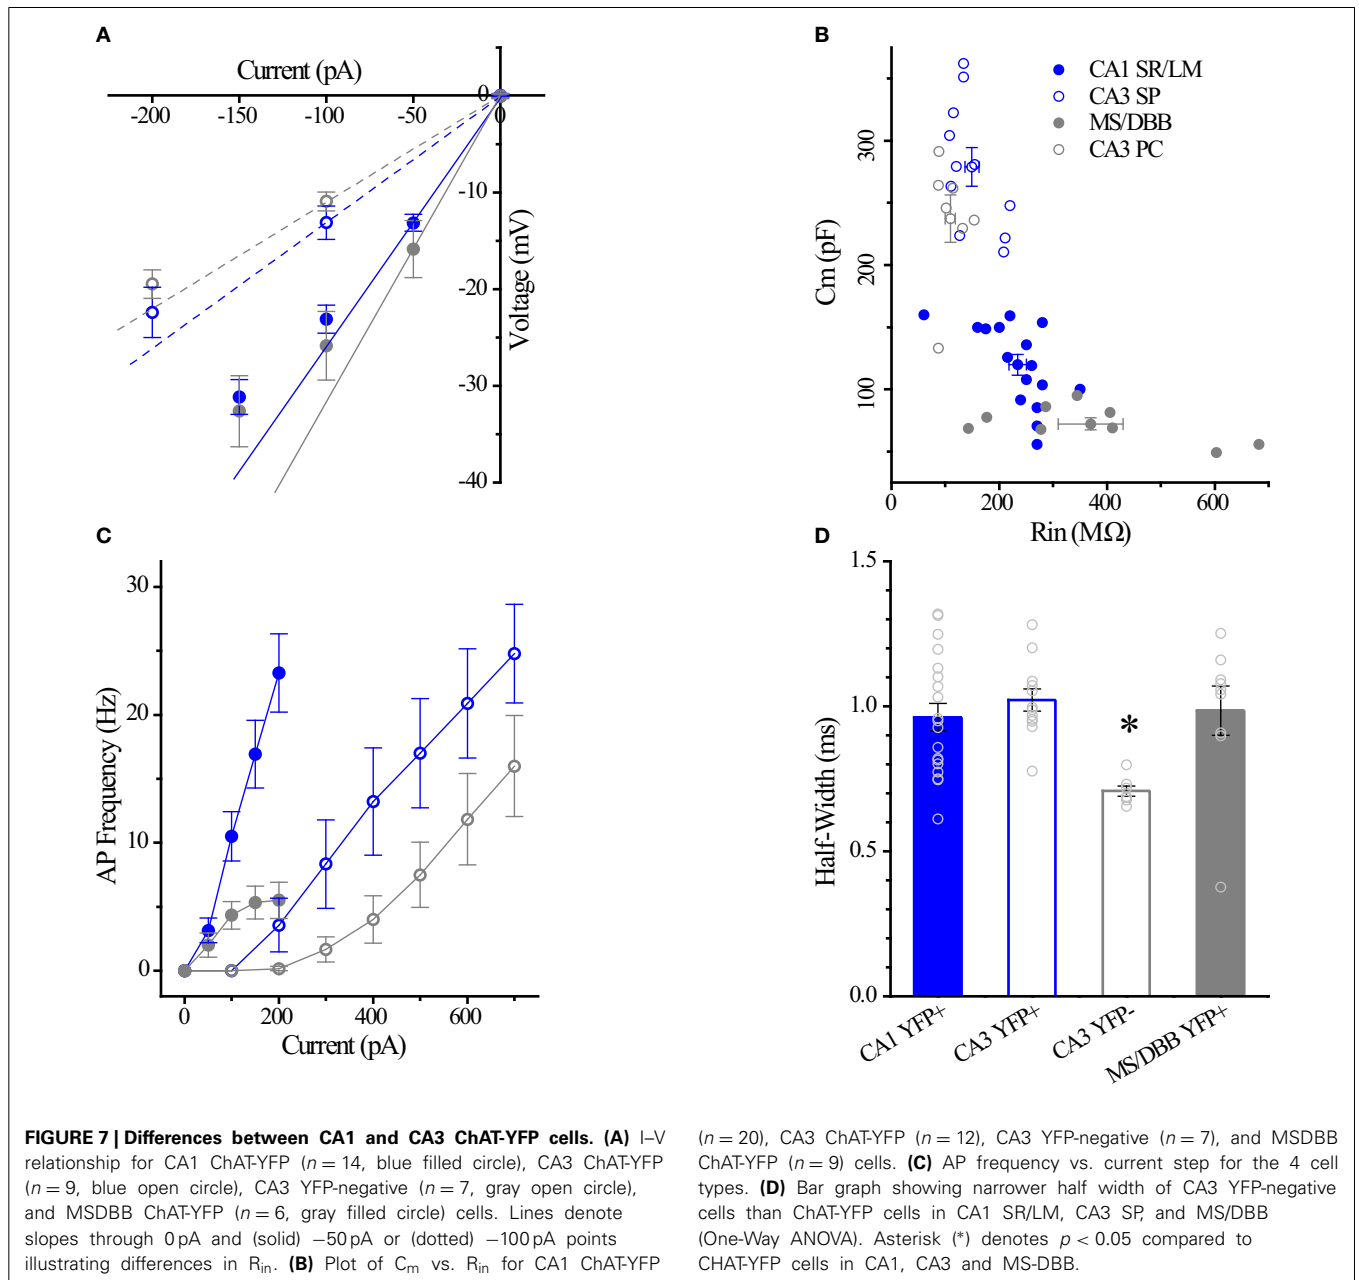 A
Current (pA)
-200
-150
-100
-50
0
0
-10
-20
-30
-40
Voltage (mV)
B
CA1 SR/LM
CA3 SP
MS/DBB
CA3 PC
300
200
100
Cm (pF)
0
200
400
600
Rin (MΩ)
C
30
20
10
0
AP Frequency (Hz)
0
200
400
600
Current (pA)
D
1.5
1.0
0.5
0.0
Half-Width (ms)
*
CA1 YFP+
CA3 YFP+
CA3 YFP-
MS/DBB YFP+
FIGURE 7 | Differences between CA1 and CA3 ChAT-YFP cells. (A) I–V
relationship for CA1 ChAT-YFP (n = 14, blue filled circle), CA3 ChAT-YFP
(n = 9, blue open circle), CA3 YFP-negative (n = 7, gray open circle),
and MSDBB ChAT-YFP (n = 6, gray filled circle) cells. Lines denote
slopes through 0 pA and (solid) −50 pA or (dotted) −100 pA points
illustrating differences in Rin. (B) Plot of Cm vs. Rin for CA1 ChAT-YFP
(n = 20), CA3 ChAT-YFP (n = 12), CA3 YFP-negative (n = 7), and MSDBB
ChAT-YFP (n = 9) cells. (C) AP frequency vs. current step for the 4 cell
types. (D) Bar graph showing narrower half width of CA3 YFP-negative
cells than ChAT-YFP cells in CA1 SR/LM, CA3 SP, and MS/DBB
(One-Way ANOVA). Asterisk (*) denotes p < 0.05 compared to
CHAT-YFP cells in CA1, CA3 and MS-DBB.